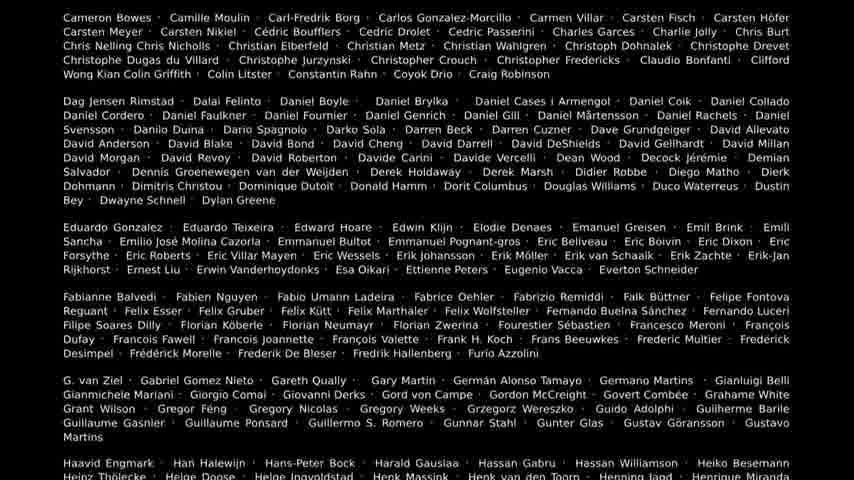 Cameron Bowes · Camille Moulin · Carl-Fredrik Borg · Carlos Gonzalez-Morcillo · Carmen Villar · Carsten Fisch · Carsten Höfer
Carsten Meyer · Carsten Nikiel · Cédric Boufflers · Cedric Drolet · Cedric Passerini · Charles Garces · Charlie Jolly · Chris Burt
Chris Nelling Chris Nicholls · Christian Elberfeld · Christian Metz · Christian Wahlgren · Christoph Dohnalek · Christophe Drevet
Christophe Dugas du Villard · Christophe Jurzynski · Christopher Crouch · Christopher Fredericks · Claudio Bonfanti · Clifford
Wong Kian Colin Griffith · Colin Litster · Constantin Rahn · Coyok Drio · Craig Robinson
Dag Jensen Rimstad · Dalai Felinto · Daniel Boyle · Daniel Brylka · Daniel Cases i Armengol · Daniel Coik · Daniel Collado
Daniel Cordero · Daniel Faulkner · Daniel Fournier · Daniel Genrich · Daniel Gill · Daniel Mårtensson · Daniel Rachels · Daniel
Svensson · Danilo Duina · Dario Spagnolo · Darko Sola · Darren Beck · Darren Cuzner · Dave Grundgeiger · David Allevato
David Anderson · David Blake · David Bond · David Cheng · David Darrell · David DeShields · David Gellhardt · David Millan
David Morgan · David Revoy · David Roberton · Davide Carini · Davide Vercelli · Dean Wood · Decock Jérémie · Demian
Salvador · Dennis Groenewegen van der Weijden · Derek Holdaway · Derek Marsh · Didier Robbe · Diego Matho · Dierk
Dohmann · Dimitris Christou · Dominique Dutoit · Donald Hamm · Dorit Columbus · Douglas Williams · Duco Waterreus · Dustin
Bey · Dwayne Schnell · Dylan Greene
Eduardo Gonzalez · Eduardo Teixeira · Edward Hoare · Edwin Klijn · Elodie Denaes · Emanuel Greisen · Emil Brink · Emili
Sancha · Emilio José Molina Cazorla · Emmanuel Bultot · Emmanuel Pognant-gros · Eric Beliveau · Eric Boivin · Eric Dixon · Eric
Forsythe · Eric Roberts · Eric Villar Mayen · Eric Wessels · Erik Johansson · Erik Möller · Erik van Schaaik · Erik Zachte · Erik-Jan
Rijkhorst · Ernest Liu · Erwin Vanderhoydonks · Esa Oikari · Ettienne Peters · Eugenio Vacca · Everton Schneider
Fabianne Balvedi · Fabien Nguyen · Fabio Umann Ladeira · Fabrice Oehler · Fabrizio Remiddi · Falk Büttner · Felipe Fontova
Reguant · Felix Esser · Felix Gruber · Felix Kütt · Felix Marthaler · Felix Wolfsteller · Fernando Buelna Sánchez · Fernando Luceri
Filipe Soares Dilly · Florian Köberle · Florian Neumayr · Florian Zwerina · Fourestier Sébastien · Francesco Meroni · François
Dufay · Francois Fawell · Francois Joannette · François Valette · Frank H. Koch · Frans Beeuwkes · Frederic Multier · Frederick
Desimpel · Frédérick Morelle · Frederik De Bleser · Fredrik Hallenberg · Furio Azzolini
G. van Ziel · Gabriel Gomez Nieto · Gareth Qually · Gary Martin · Germán Alonso Tamayo · Germano Martins · Gianluigi Belli
Gianmichele Mariani · Giorgio Comai · Giovanni Derks · Gord von Campe · Gordon McCreight · Govert Combée · Grahame White
Grant Wilson · Gregor Féng · Gregory Nicolas · Gregory Weeks · Grzegorz Wereszko · Guido Adolphi · Guilherme Barile
Guillaume Gasnier · Guillaume Ponsard · Guillermo S. Romero · Gunnar Stahl · Gunter Glas · Gustav Göransson · Gustavo
Martins
Haavid Engmark · Han Halewijn · Hans-Peter Bock · Harald Gauslaa · Hassan Gabru · Hassan Williamson · Heiko Besemann
Heinz Thölecke · Helge Doose · Helge Ingvoldstad · Henk Massink · Henk van den Toorn · Henning Jagd · Henrique Miranda